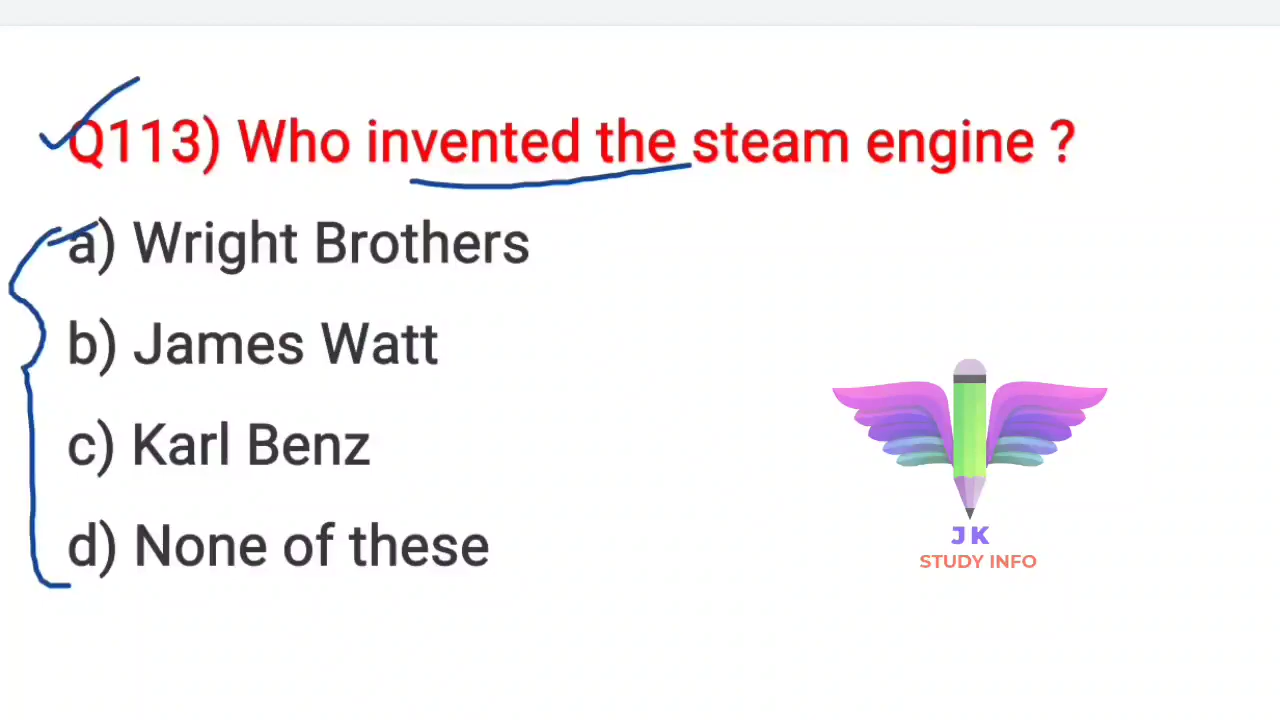 Q113) Who invented the steam engine ?
a) Wright Brothers
b) James Watt
c) Karl Benz
d) None of these
JK
STUDY INFO